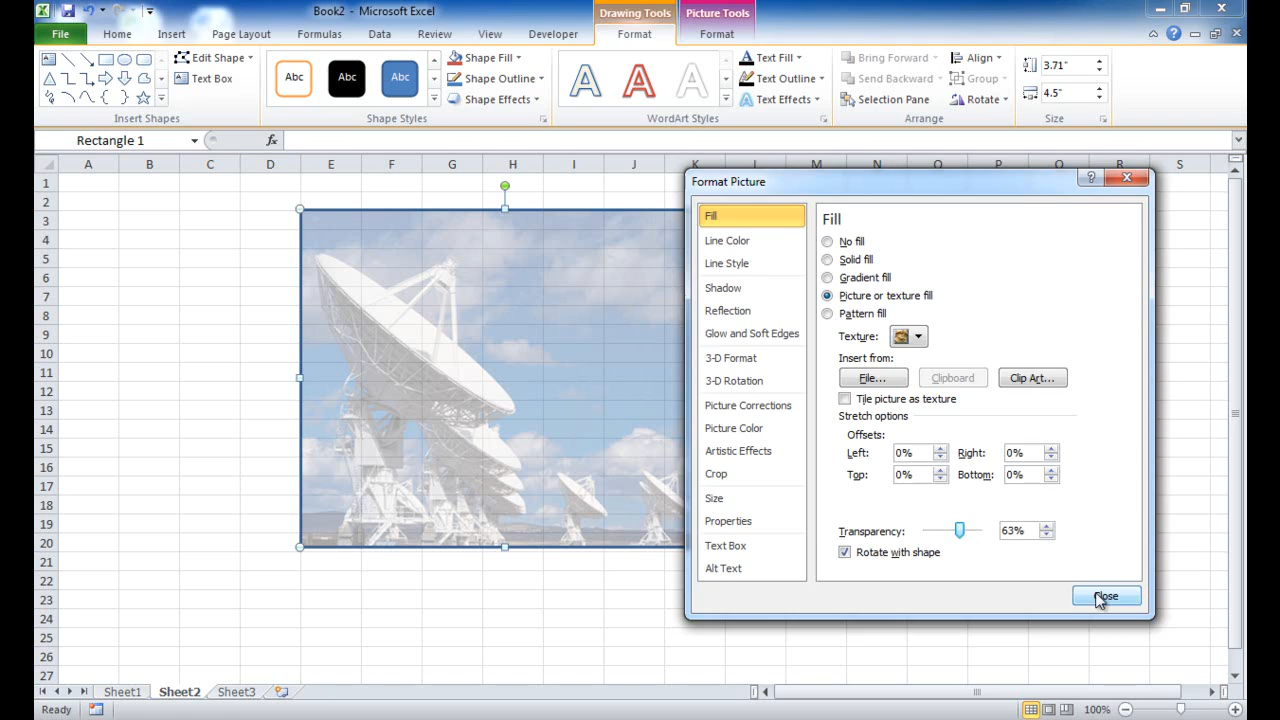 Book2 - Microsoft Excel
Drawing Tools
Picture Tools
File Home Insert Page Layout Formulas Data Review View Developer Format Format
Edit Shape
Text Box
Insert Shapes
Abc Abc Abc
Shape Fill
Shape Outline
Shape Effects
Shape Styles
A A A
Text Fill
Text Outline
Text Effects
WordArt Styles
Bring Forward
Send Backward
Selection Pane
Align
Group
Rotate
Arrange
3.71"
4.5"
Size
Rectangle 1
fx
A B C D E F G H I J K L M N O P Q R S
1
2
3
4
5
6
7
8
9
10
11
12
13
14
15
16
17
18
19
20
21
22
23
24
25
26
27
Format Picture
Fill
Line Color
Line Style
Shadow
Reflection
Glow and Soft Edges
3-D Format
3-D Rotation
Picture Corrections
Picture Color
Artistic Effects
Crop
Size
Properties
Text Box
Alt Text
Fill
No fill
Solid fill
Gradient fill
Picture or texture fill
Pattern fill
Texture:
Insert from:
File... Clipboard Clip Art...
Tile picture as texture
Stretch options
Offsets:
Left: 0% Right: 0%
Top: 0% Bottom: 0%
Transparency: 63%
Rotate with shape
Close
Sheet1 Sheet2 Sheet3
Ready
100%